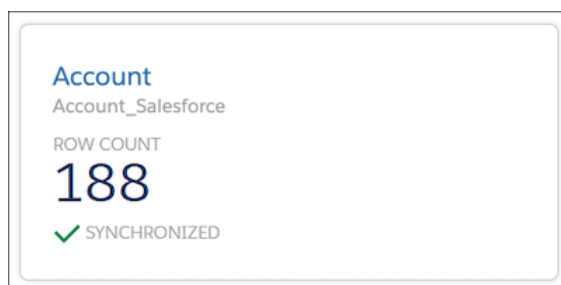 Account
Account_Salesforce
ROW COUNT
188
SYNCHRONIZED